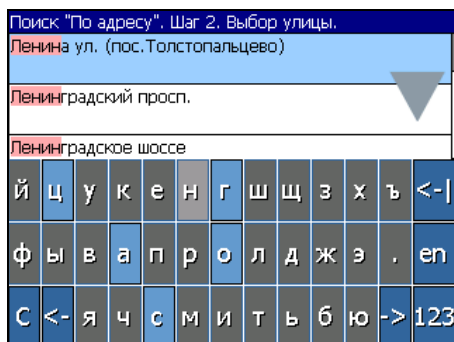 Поиск "По адресу". Шаг 2. Выбор улицы.
Ленина ул. (пос.Толстопальцево)
Ленинградский просп.
Ленинградское шоссе
й ц у к е н г ш щ з х ъ <-|
ф ы в а п р о л д ж э . en
С <- я ч с м и т ь б ю -> 123